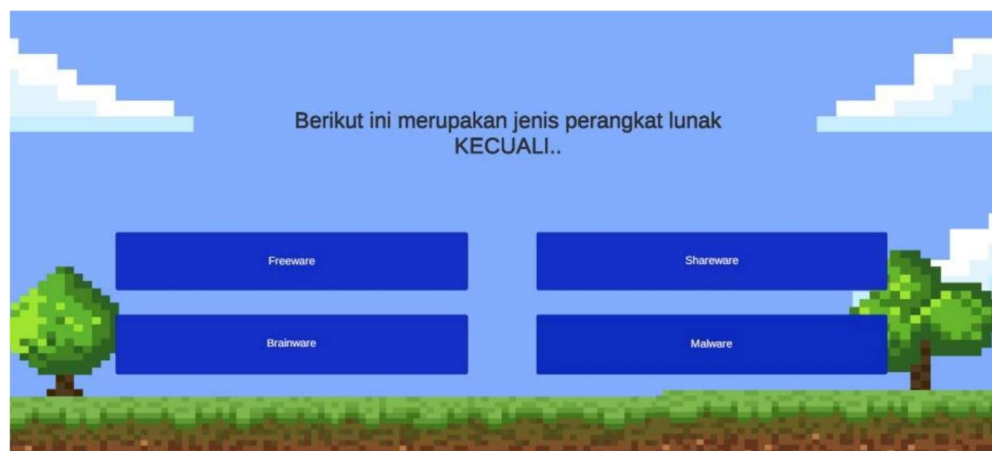 Berikut ini merupakan jenis perangkat lunak
KECUALI..
Freeware
Shareware
Brainware
Malware